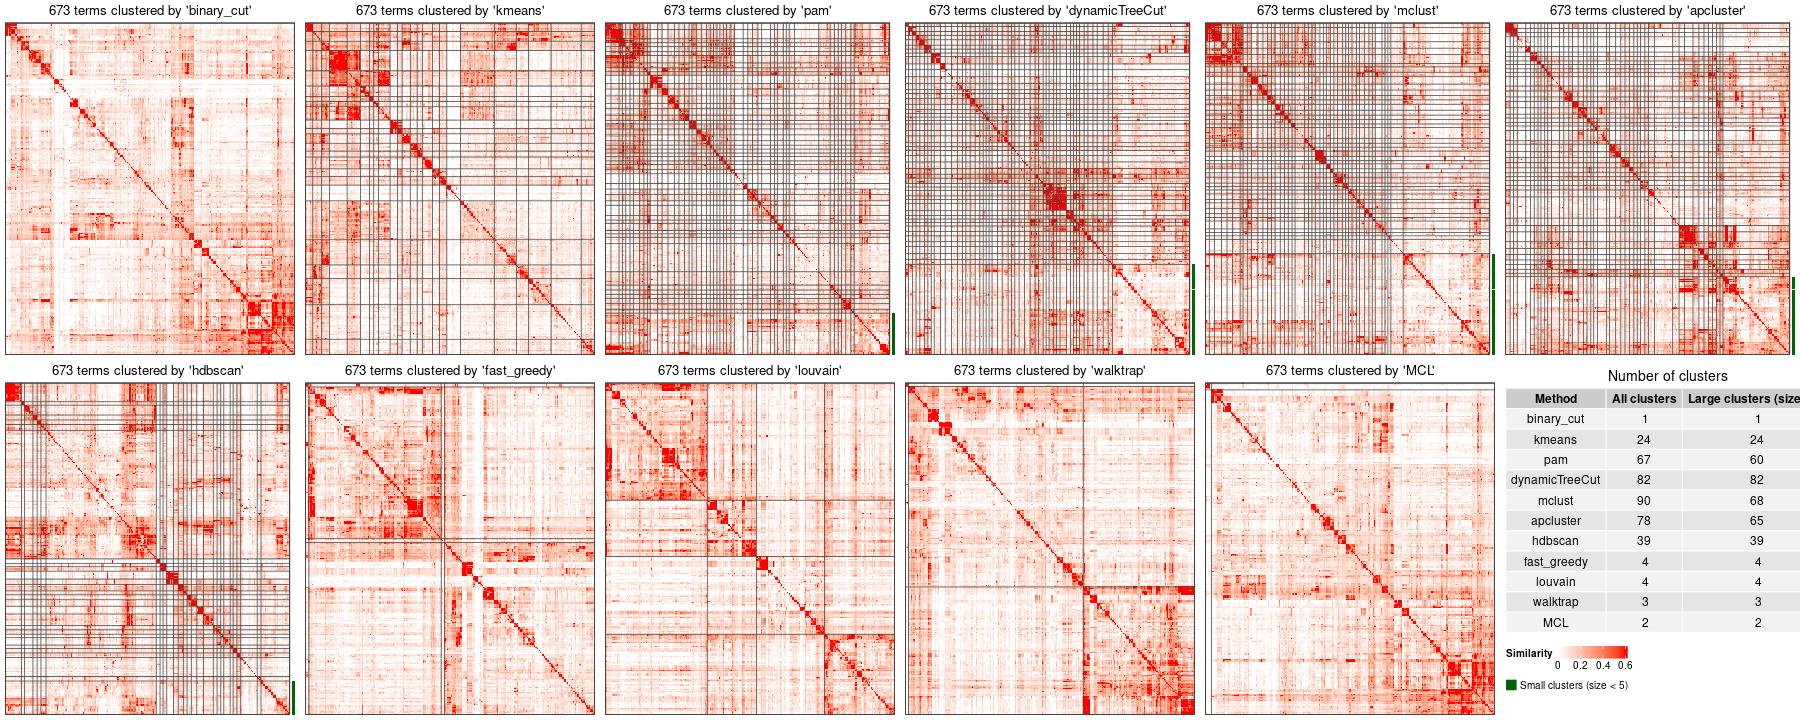 673 terms clustered by 'binary_cut'
673 terms clustered by 'kmeans'
673 terms clustered by 'pam'
673 terms clustered by 'dynamicTreeCut'
673 terms clustered by 'mclust'
673 terms clustered by 'apcluster'
673 terms clustered by 'hdbscan'
673 terms clustered by 'fast_greedy'
673 terms clustered by 'louvain'
673 terms clustered by 'walktrap'
673 terms clustered by 'MCL'
Number of clusters
Method All clusters Large clusters (size
binary_cut 1 1
kmeans 24 24
pam 67 60
dynamicTreeCut 82 82
mclust 90 68
apcluster 78 65
hdbscan 39 39
fast_greedy 4 4
louvain 4 4
walktrap 3 3
MCL 2 2
Similarity
0 0.2 0.4 0.6
Small clusters (size < 5)